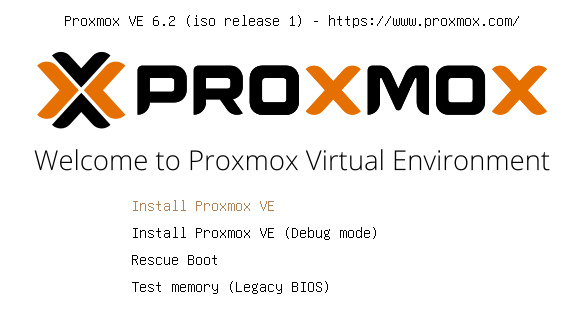 Proxmox VE 6.2 (iso release 1) - https://www.proxmox.com/
PROXMOX
Welcome to Proxmox Virtual Environment
Install Proxmox VE
Install Proxmox VE (Debug mode)
Rescue Boot
Test memory (Legacy BIOS)